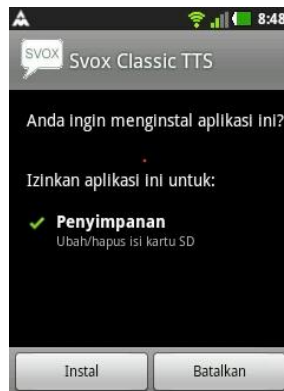 8:48
SVOX
Svox Classic TTS
Anda ingin menginstal aplikasi ini?
Izinkan aplikasi ini untuk:
Penyimpanan
Ubah/hapus isi kartu SD
Instal
Batalkan